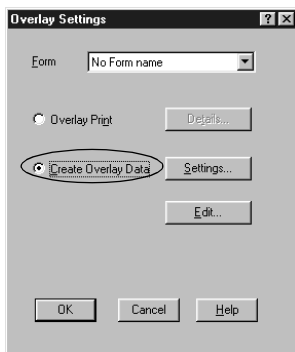 Overlay Settings
Form No Form name
Overlay Print Details...
Create Overlay Data Settings...
Edit...
OK Cancel Help